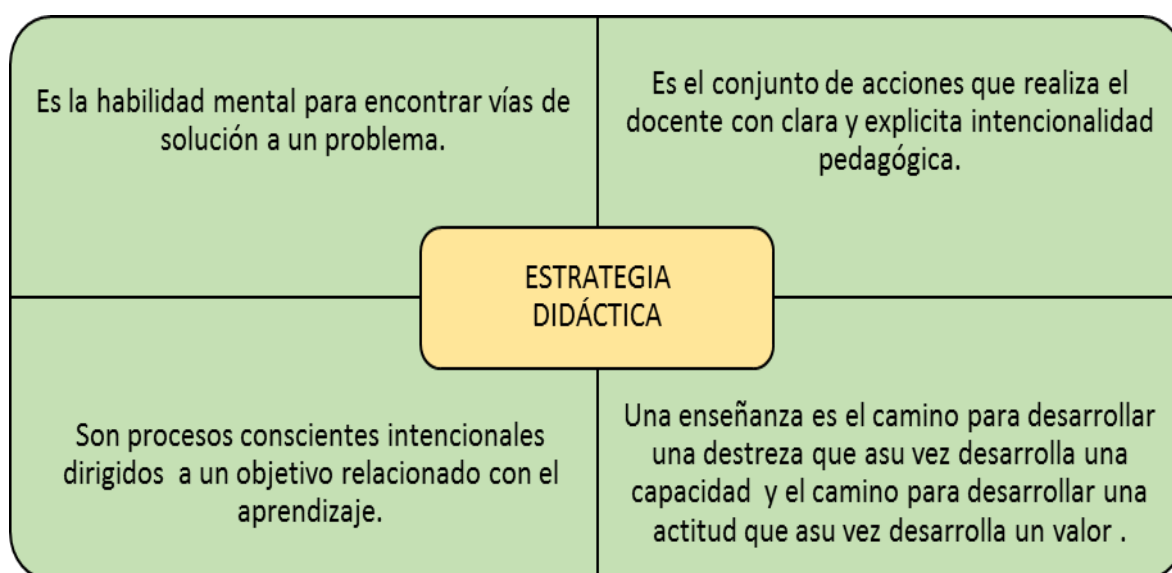 Es la habilidad mental para encontrar vías de
solución a un problema.
Es el conjunto de acciones que realiza el
docente con clara y explicita intencionalidad
pedagógica.
ESTRATEGIA
DIDÁCTICA
Son procesos conscientes intencionales
dirigidos a un objetivo relacionado con el
aprendizaje.
Una enseñanza es el camino para desarrollar
una destreza que asu vez desarrolla una
capacidad y el camino para desarrollar una
actitud que asu vez desarrolla un valor .